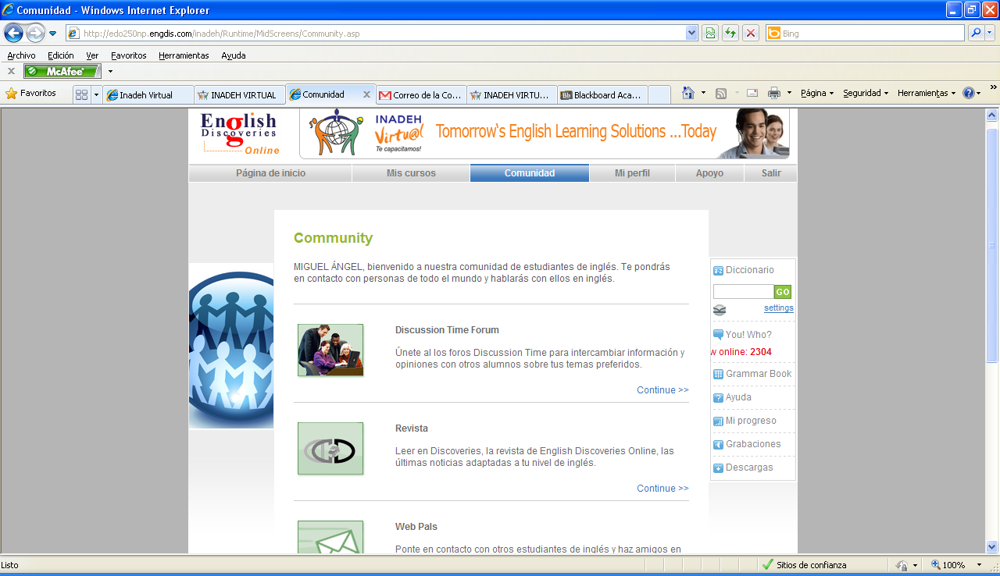 Comunidad - Windows Internet Explorer
http://edo250np.engdis.com/inadeh/Runtime/MidScreens/Community.asp
Bing
Archivo Edición Ver Favoritos Herramientas Ayuda
McAfee
Favoritos
Inadeh Virtual
INADEH VIRTUAL
Comunidad
Correo de la Co...
INADEH VIRTU...
Bb
Blackboard Aca...
Página
Seguridad
Herramientas
English
Discoveries
Online
INADEH
Virtu@l
Te capacitamos!
Tomorrow's English Learning Solutions ...Today
Página de inicio
Mis cursos
Comunidad
Mi perfil
Apoyo
Salir
Community
MIGUEL ÁNGEL, bienvenido a nuestra comunidad de estudiantes de inglés. Te pondrás
en contacto con personas de todo el mundo y hablarás con ellos en inglés.
Discussion Time Forum
Únete al los foros Discussion Time para intercambiar información y
opiniones con otros alumnos sobre tus temas preferidos.
Continue >>
Revista
Leer en Discoveries, la revista de English Discoveries Online, las
últimas noticias adaptadas a tu nivel de inglés.
Continue >>
Web Pals
Ponte en contacto con otros estudiantes de inglés y haz amigos en
Diccionario
GO
settings
You! Who?
w online: 2304
Grammar Book
Ayuda
Mi progreso
Grabaciones
Descargas
Listo
Sitios de confianza
100%